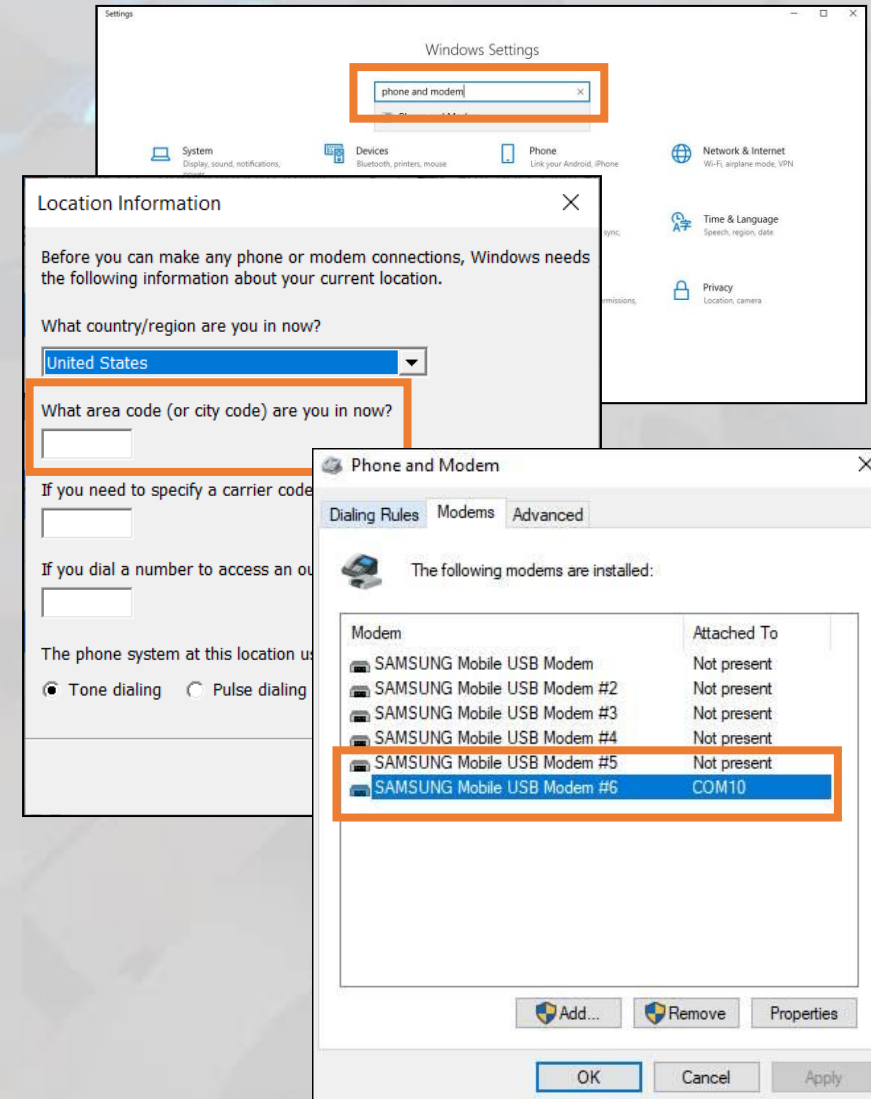 Settings
Windows Settings
phone and modem
System
Display, sound, notifications,
power
Devices
Bluetooth, printers, mouse
Phone
Link your Android, iPhone
Network & Internet
Wi-Fi, airplane mode, VPN
sync,
Time & Language
Speech, region, date
rmissions,
Privacy
Location, camera
Location Information
Before you can make any phone or modem connections, Windows needs
the following information about your current location.
What country/region are you in now?
United States
What area code (or city code) are you in now?
If you need to specify a carrier code
If you dial a number to access an ou
The phone system at this location us
Tone dialing Pulse dialing
Phone and Modem
Dialing Rules Modems Advanced
The following modems are installed:
Modem Attached To
SAMSUNG Mobile USB Modem Not present
SAMSUNG Mobile USB Modem #2 Not present
SAMSUNG Mobile USB Modem #3 Not present
SAMSUNG Mobile USB Modem #4 Not present
SAMSUNG Mobile USB Modem #5 Not present
SAMSUNG Mobile USB Modem #6 COM10
Add... Remove Properties
OK Cancel Apply